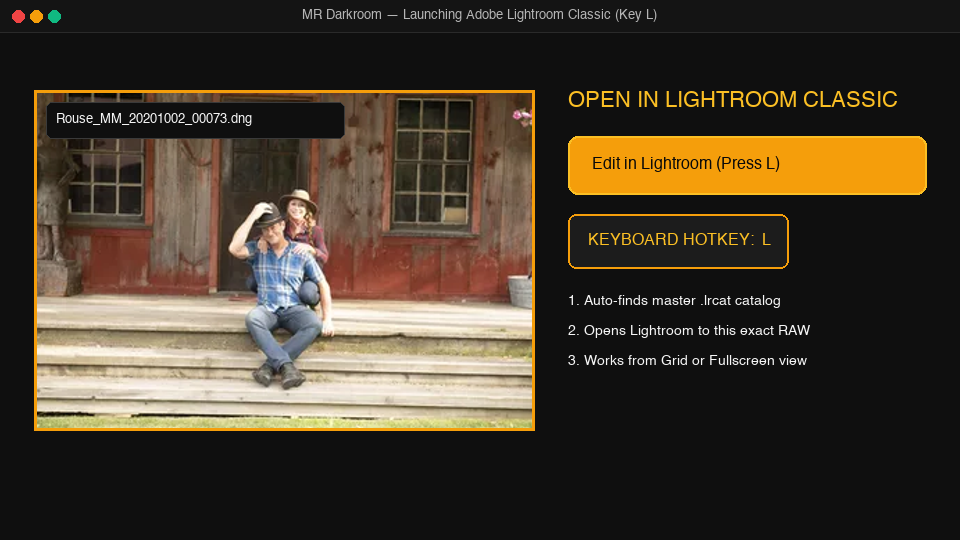 MR Darkroom — Launching Adobe Lightroom Classic (Key L)
Rouse_MM_20201002_00073.dng
OPEN IN LIGHTROOM CLASSIC
Edit in Lightroom (Press L)
KEYBOARD HOTKEY: L
1. Auto-finds master .lrcat catalog
2. Opens Lightroom to this exact RAW
3. Works from Grid or Fullscreen view